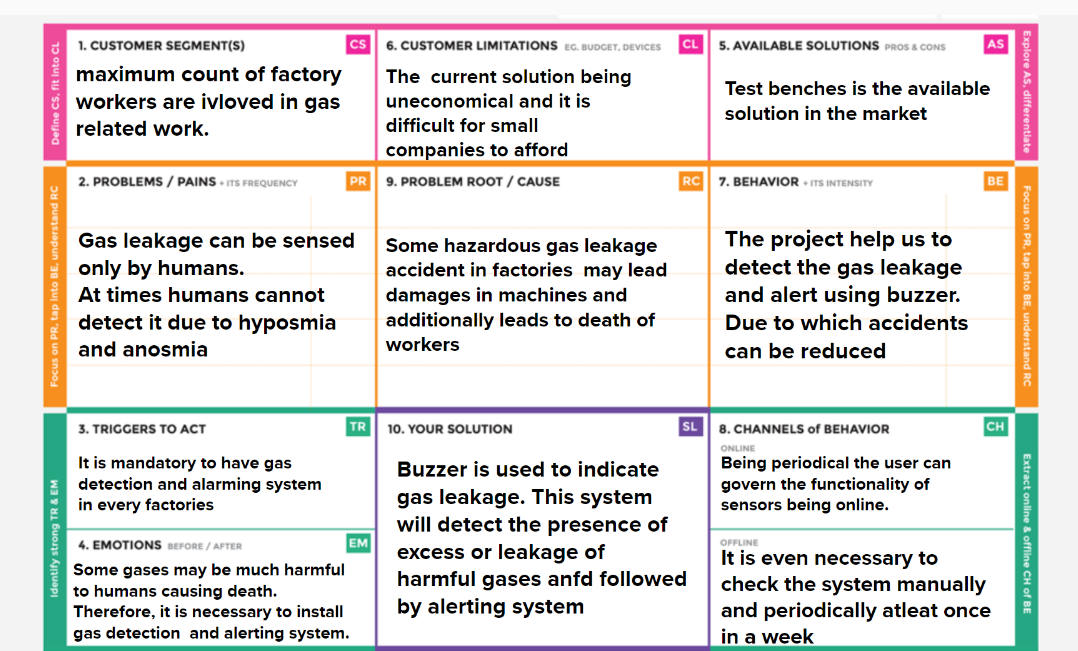 Define CS, fit into CL
1. CUSTOMER SEGMENT(S)
CS
maximum count of factory
workers are ivloved in gas
related work.
6. CUSTOMER LIMITATIONS EG. BUDGET, DEVICES
CL
The current solution being
uneconomical and it is
difficult for small
companies to afford
5. AVAILABLE SOLUTIONS PROS & CONS
AS
Test benches is the available
solution in the market
Explore AS, differentiate
Focus on PR, tap into BE, understand RC
2. PROBLEMS / PAINS + ITS FREQUENCY
PR
Gas leakage can be sensed
only by humans.
At times humans cannot
detect it due to hyposmia
and anosmia
9. PROBLEM ROOT / CAUSE
RC
Some hazardous gas leakage
accident in factories may lead
damages in machines and
additionally leads to death of
workers
7. BEHAVIOR + ITS INTENSITY
BE
The project help us to
detect the gas leakage
and alert using buzzer.
Due to which accidents
can be reduced
Focus on PR, tap into BE, understand RC
Identify strong TR & EM
3. TRIGGERS TO ACT
TR
It is mandatory to have gas
detection and alarming system
in every factories
4. EMOTIONS BEFORE / AFTER
EM
Some gases may be much harmful
to humans causing death.
Therefore, it is necessary to install
gas detection and alerting system.
10. YOUR SOLUTION
SL
Buzzer is used to indicate
gas leakage. This system
will detect the presence of
excess or leakage of
harmful gases anfd followed
by alerting system
8. CHANNELS of BEHAVIOR
CH
ONLINE
Being periodical the user can
govern the functionality of
sensors being online.
OFFLINE
It is even necessary to
check the system manually
and periodically atleat once
in a week
Extract online & offline CH of BE